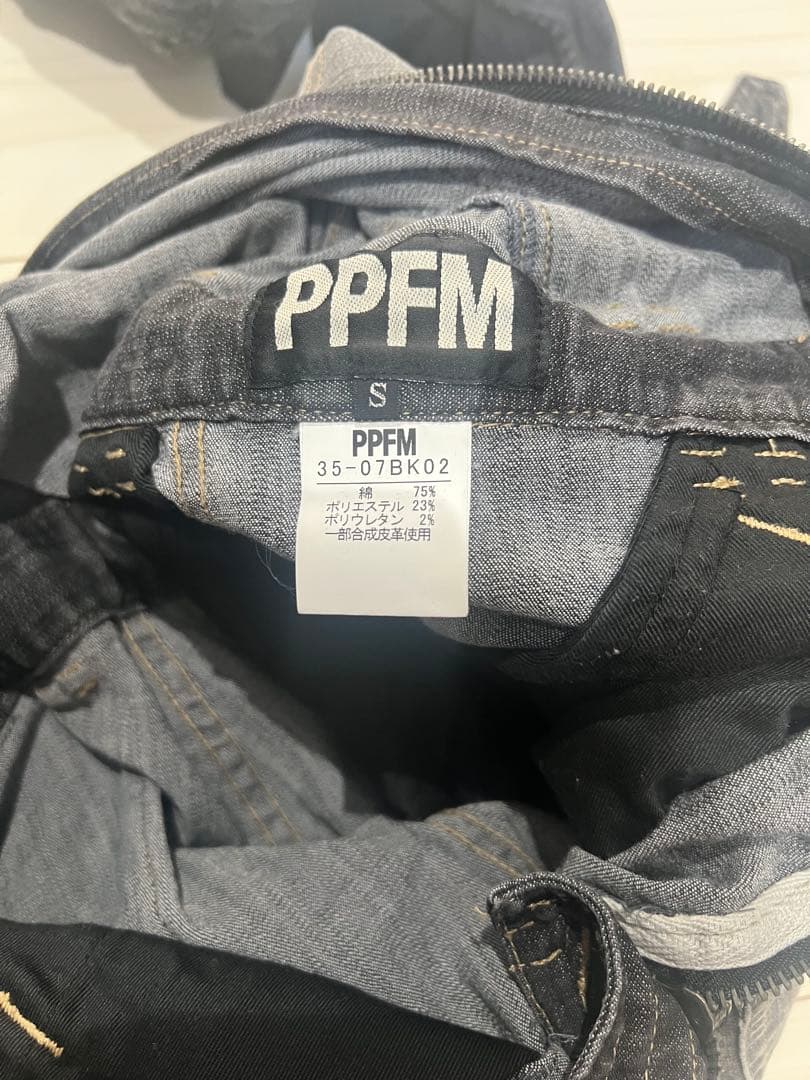 PPFM
S
PPFM
35-07BK02
綿 75%
ポリエステル 23%
ポリウレタン 2%
一部合成皮革使用